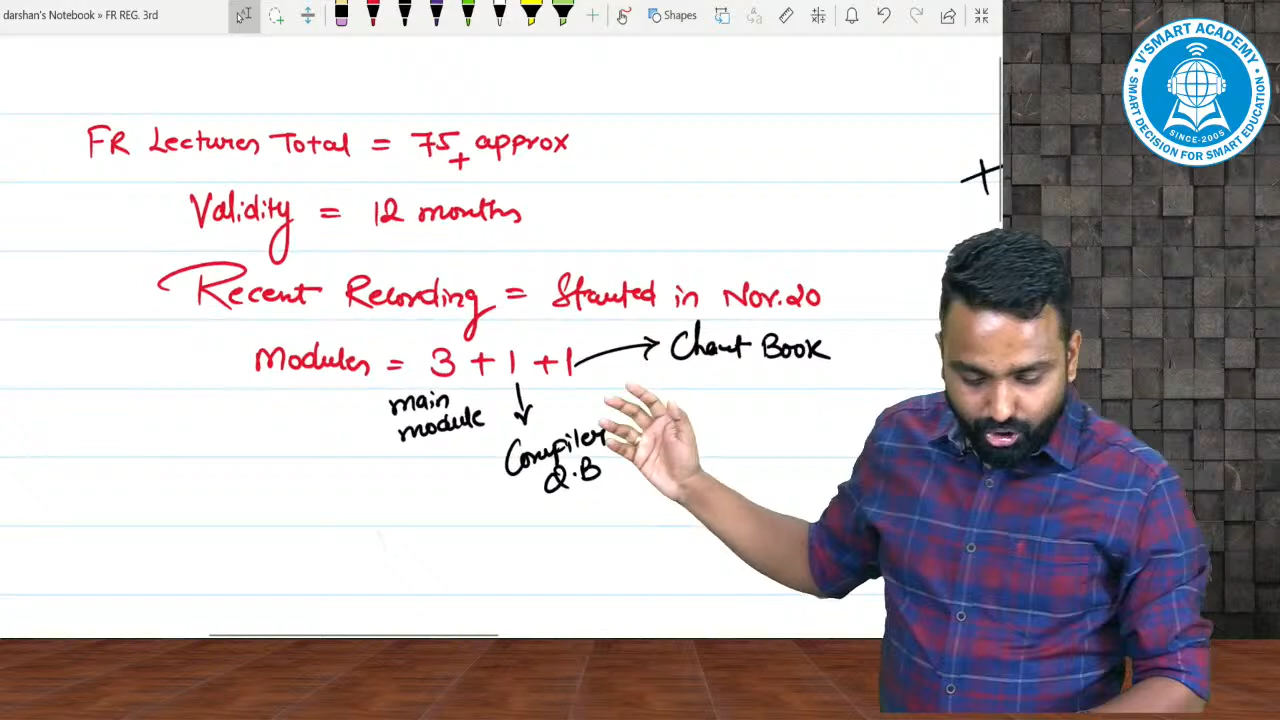 darshan's Notebook » FR REG. 3rd
Shapes
FR Lectures Total = 75+ approx
Validity = 12 months
Recent Recording = Started in Nov.20
Modules = 3 + 1 + 1 → Chart Book
main module
Compiler Q.B
+
V'SMART ACADEMY
SINCE-2005
SMART DECISION FOR SMART EDUCATION